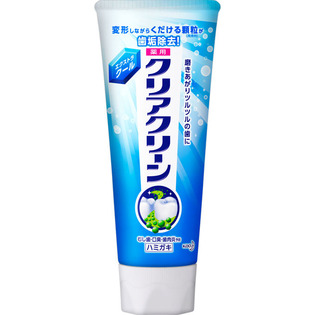 変形しながらくだける顆粒が
歯垢除去!
薬用
エクストラ
クール
クリアクリーン
磨きあがりツルツルの歯に
むし歯・口臭・歯肉炎予防
ハミガキ
KAO